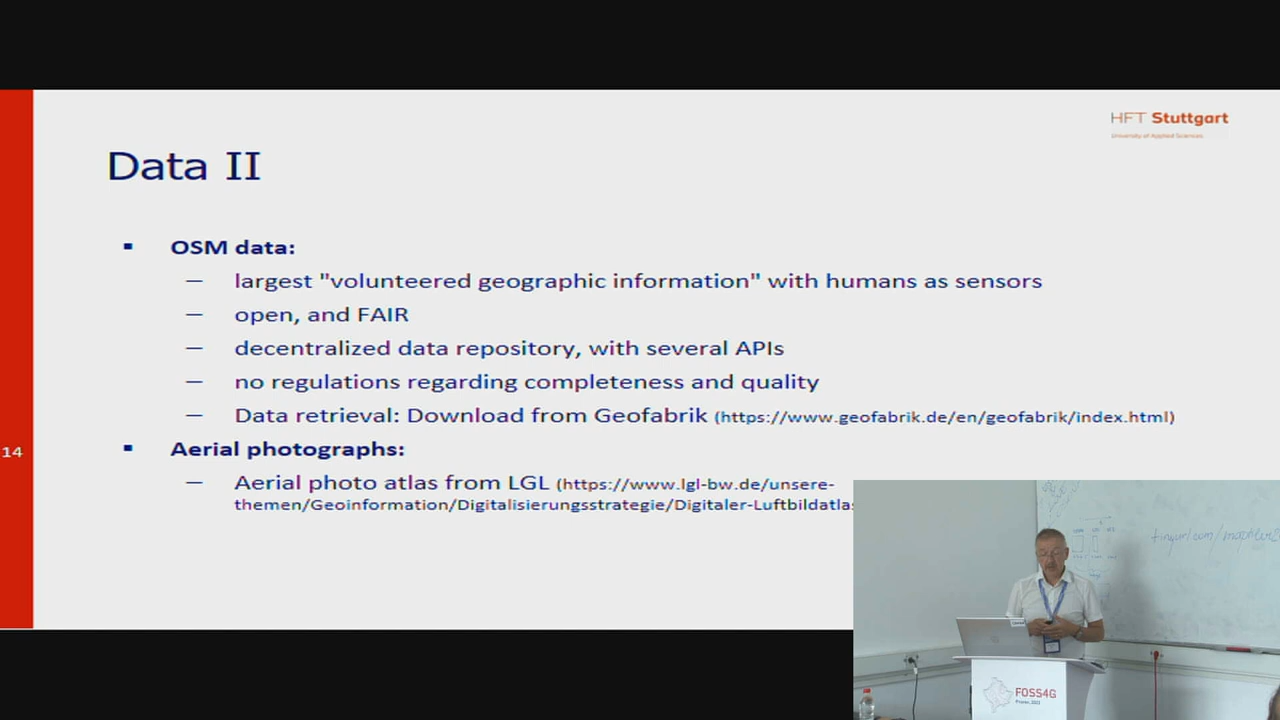 HFT Stuttgart
University of Applied Sciences
Data II
OSM data:
largest "volunteered geographic information" with humans as sensors
open, and FAIR
decentralized data repository, with several APIs
no regulations regarding completeness and quality
Data retrieval: Download from Geofabrik (https://www.geofabrik.de/en/geofabrik/index.html)
14
Aerial photographs:
Aerial photo atlas from LGL (https://www.lgl-bw.de/unsere-
themen/Geoinformation/Digitalisierungsstrategie/Digitaler-Luftbildatlas
FOSS4G